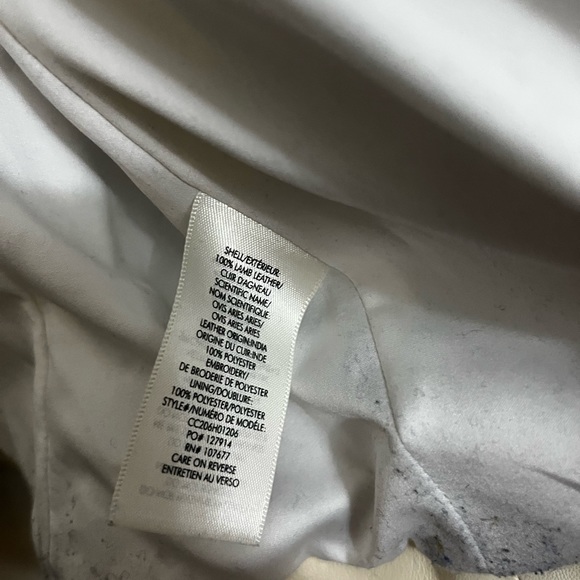 SHELL/EXTÉRIEUR:
100% LAMB LEATHER/
CUIR D'AGNEAU
SCIENTIFIC NAME/
NOM SCIENTIFIQUE:
OVIS ARIES ARIES/
OVIS ARIES ARIES
LEATHER ORIGIN:INDIA
ORIGINE DU CUIR:INDE
100% POLYESTER
EMBROIDERY/
DE BRODERIE DE POLYESTER
LINING/DOUBLURE:
100% POLYESTER/POLYESTER
STYLE#/NUMÉRO DE MODÈLE:
CC206H01206
PO# 127914
RN# 107677
CARE ON REVERSE
ENTRETIEN AU VERSO